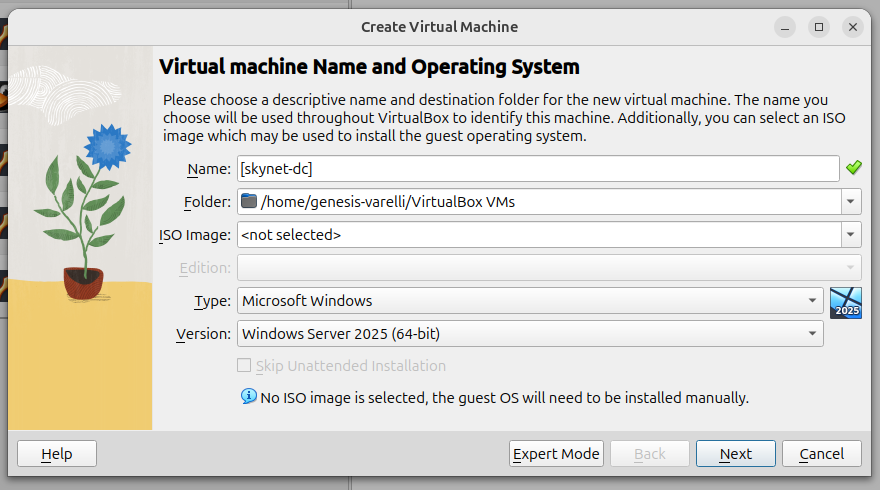 Create Virtual Machine
Virtual machine Name and Operating System
Please choose a descriptive name and destination folder for the new virtual machine. The name you
choose will be used throughout VirtualBox to identify this machine. Additionally, you can select an ISO
image which may be used to install the guest operating system.
Name: [skynet-dc]
Folder: /home/genesis-varelli/VirtualBox VMs
ISO Image: <not selected>
Edition:
Type: Microsoft Windows
2025
Version: Windows Server 2025 (64-bit)
Skip Unattended Installation
No ISO image is selected, the guest OS will need to be installed manually.
Help Expert Mode Back Next Cancel